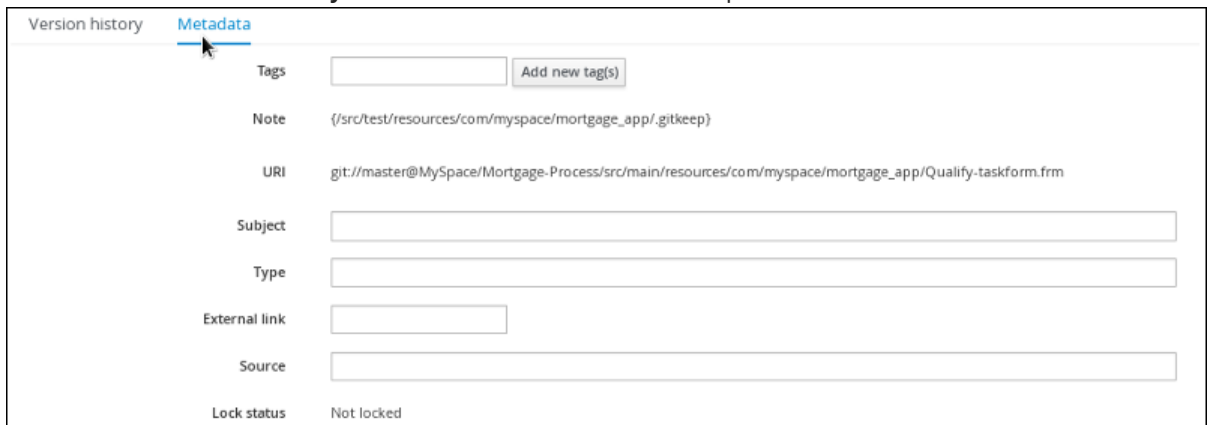 Version history Metadata
Tags Add new tag(s)
Note {/src/test/resources/com/myspace/mortgage_app/.gitkeep}
URI git://master@MySpace/Mortgage-Process/src/main/resources/com/myspace/mortgage_app/Qualify-taskform.frm
Subject
Type
External link
Source
Lock status Not locked